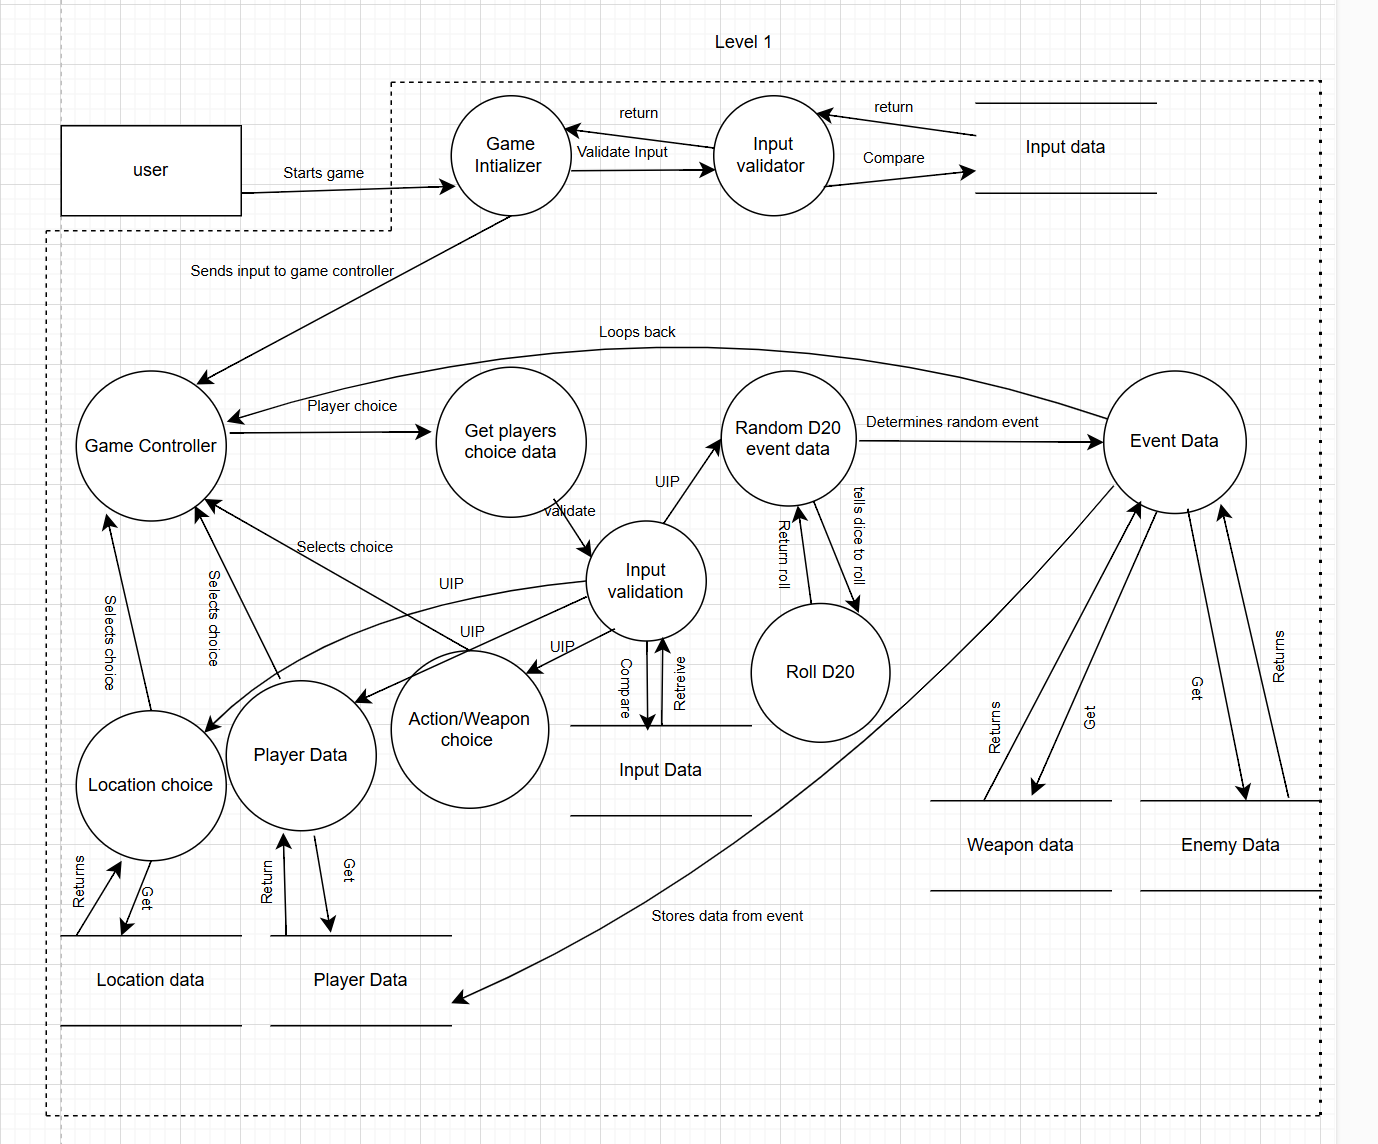 Level 1
user
Starts game
Game
Intializer
return
Validate Input
Input
validator
return
Compare
Input data
Sends input to game controller
Loops back
Game Controller
Player choice
Get players
choice data
validate
Random D20
event data
Determines random event
Event Data
UIP
tells dice to roll
Return roll
Selects choice
Input
validation
UIP
UIP
UIP
Selects choice
Selects choice
Compare
Retreive
Roll D20
Returns
Get
Get
Returns
Location choice
Player Data
Action/Weapon
choice
Input Data
Weapon data
Enemy Data
Returns
Get
Return
Get
Stores data from event
Location data
Player Data